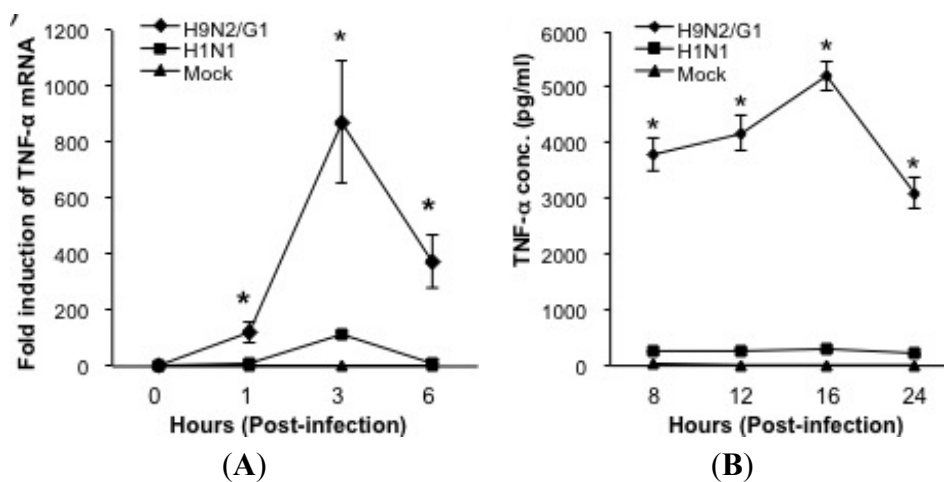 H9N2/G1
H1N1
Mock
Fold induction of TNF-α mRNA
1200
1000
800
600
400
200
0
*
*
*
0 1 3 6
Hours (Post-infection)
(A)
H9N2/G1
H1N1
Mock
TNF-α conc. (pg/ml)
6000
5000
4000
3000
2000
1000
0
*
*
*
*
8 12 16 24
Hours (Post-infection)
(B)